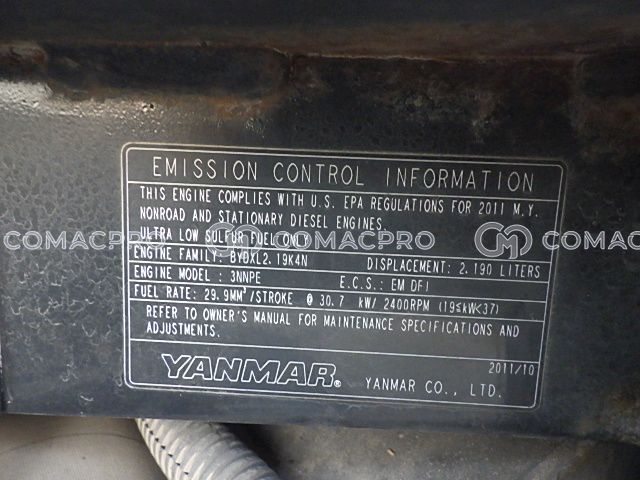 EMISSION CONTROL INFORMATION
THIS ENGINE COMPLIES WITH U.S. EPA REGULATIONS FOR 2011 M.Y.
NONROAD AND STATIONARY DIESEL ENGINES.
ULTRA LOW SULFUR FUEL ONLY
COMACPRO COMACPRO COMAC
ENGINE FAMILY: BYDXL2.19K4N DISPLACEMENT: 2.190 LITERS
ENGINE MODEL: 3NNPE E.C.S.: EM DFI
FUEL RATE: 29.9MM³/STROKE @ 30.7 kW/ 2400RPM (19≤kW<37)
REFER TO OWNER'S MANUAL FOR MAINTENANCE SPECIFICATIONS AND
ADJUSTMENTS.
2011/10
YANMAR® YANMAR CO., LTD.